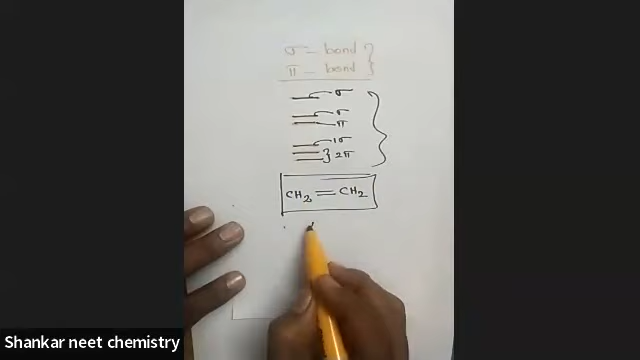 σ - bond
π - bond
σ
σ
π
1σ
2π
CH2 = CH2
Shankar neet chemistry